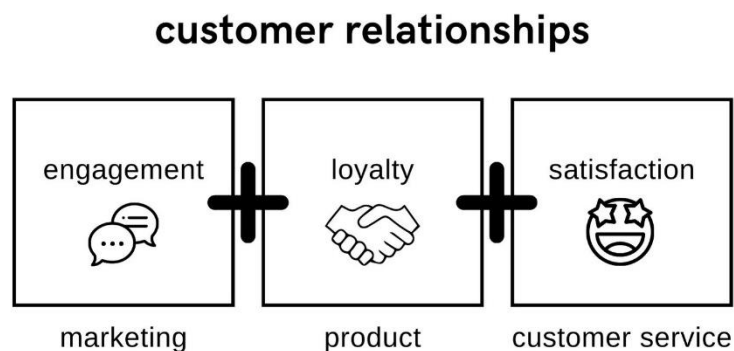 customer relationships
engagement
loyalty
satisfaction
marketing
product
customer service